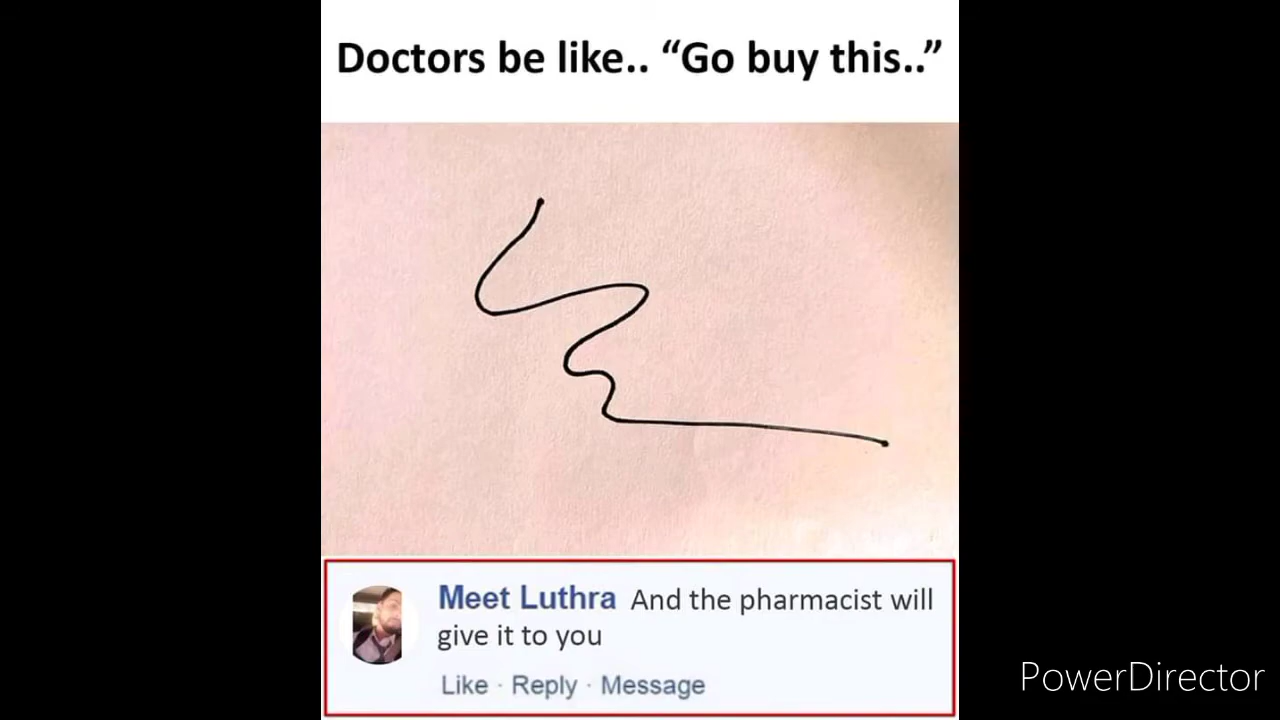 Doctors be like.. “Go buy this..”
Meet Luthra And the pharmacist will
give it to you
Like · Reply · Message
PowerDirector